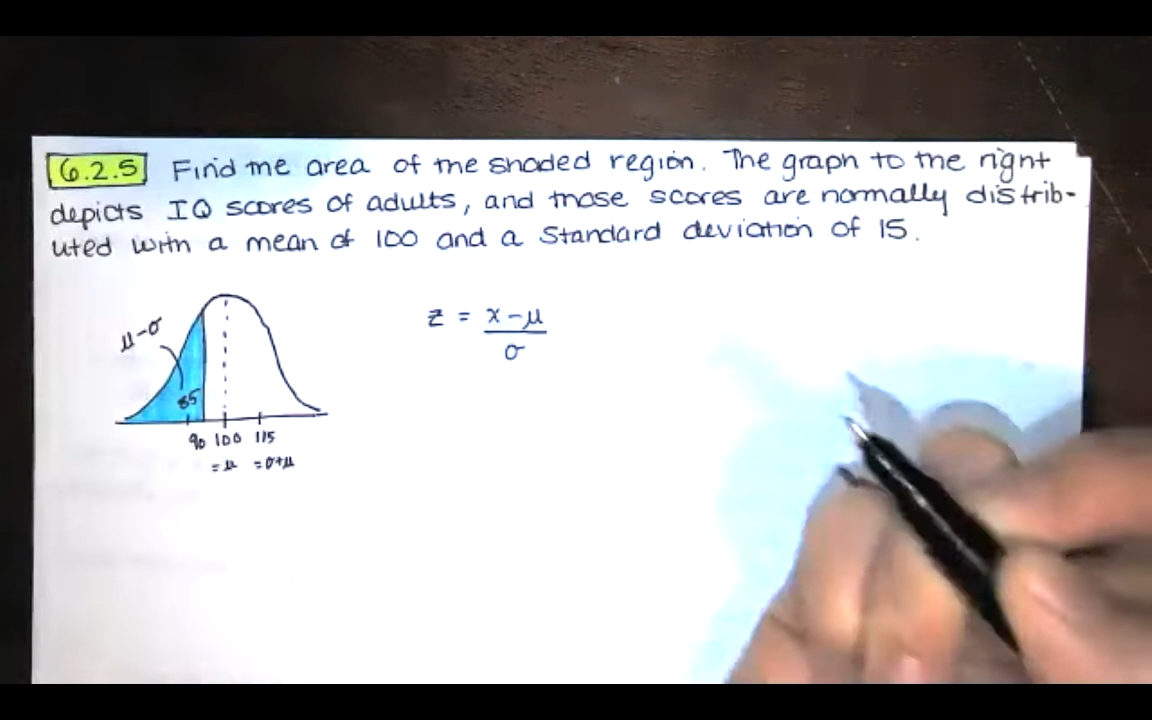 6.2.5 Find the area of the shaded region. The graph to the right
depicts IQ scores of adults, and those scores are normally distrib-
uted with a mean of 100 and a standard deviation of 15.
μ-σ
z = x-μ
σ
85
90 100 115
=μ =σ+μ